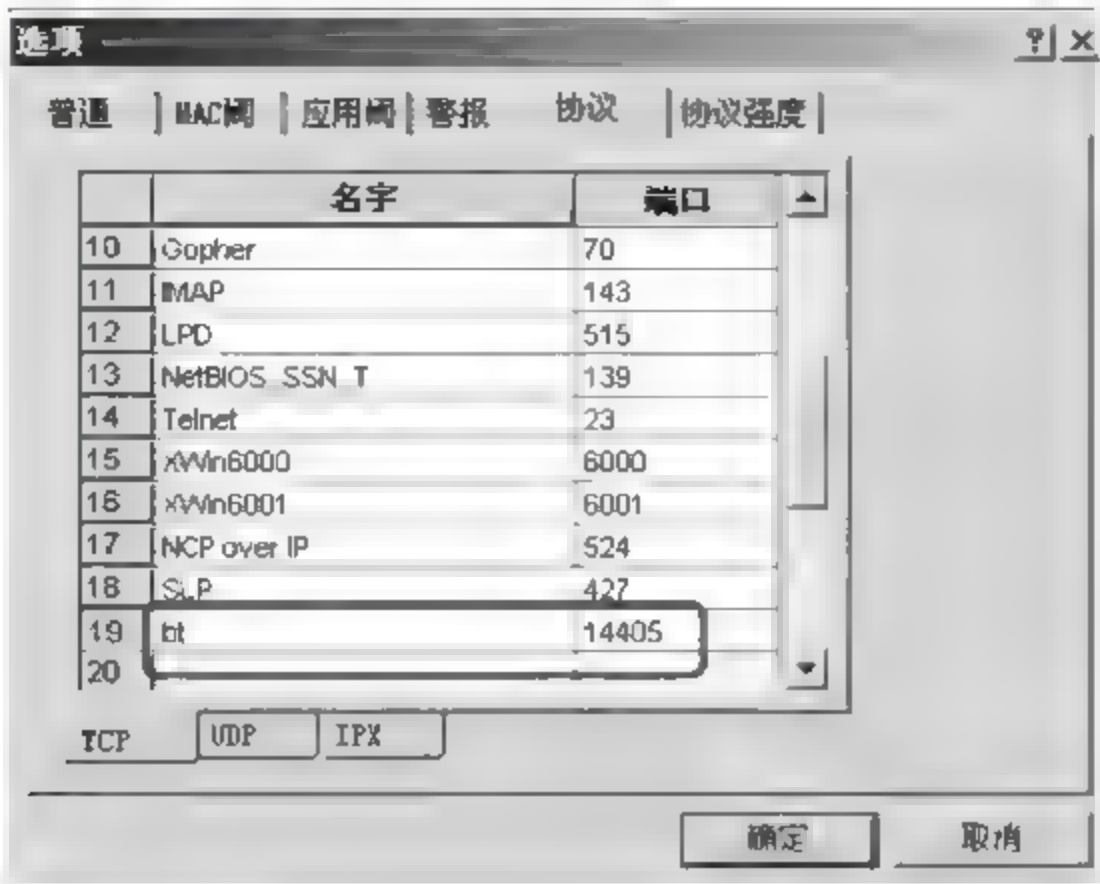 选项
普通 MAC阈 应用阈 警报 协议 协议强度
名字 端口
10 Gopher 70
11 IMAP 143
12 LPD 515
13 NetBIOS_SSN_T 139
14 Telnet 23
15 xWin6000 6000
16 xWin6001 6001
17 NCP over IP 524
18 SLP 427
19 bt 14405
20
TCP UDP IPX
确定 取消